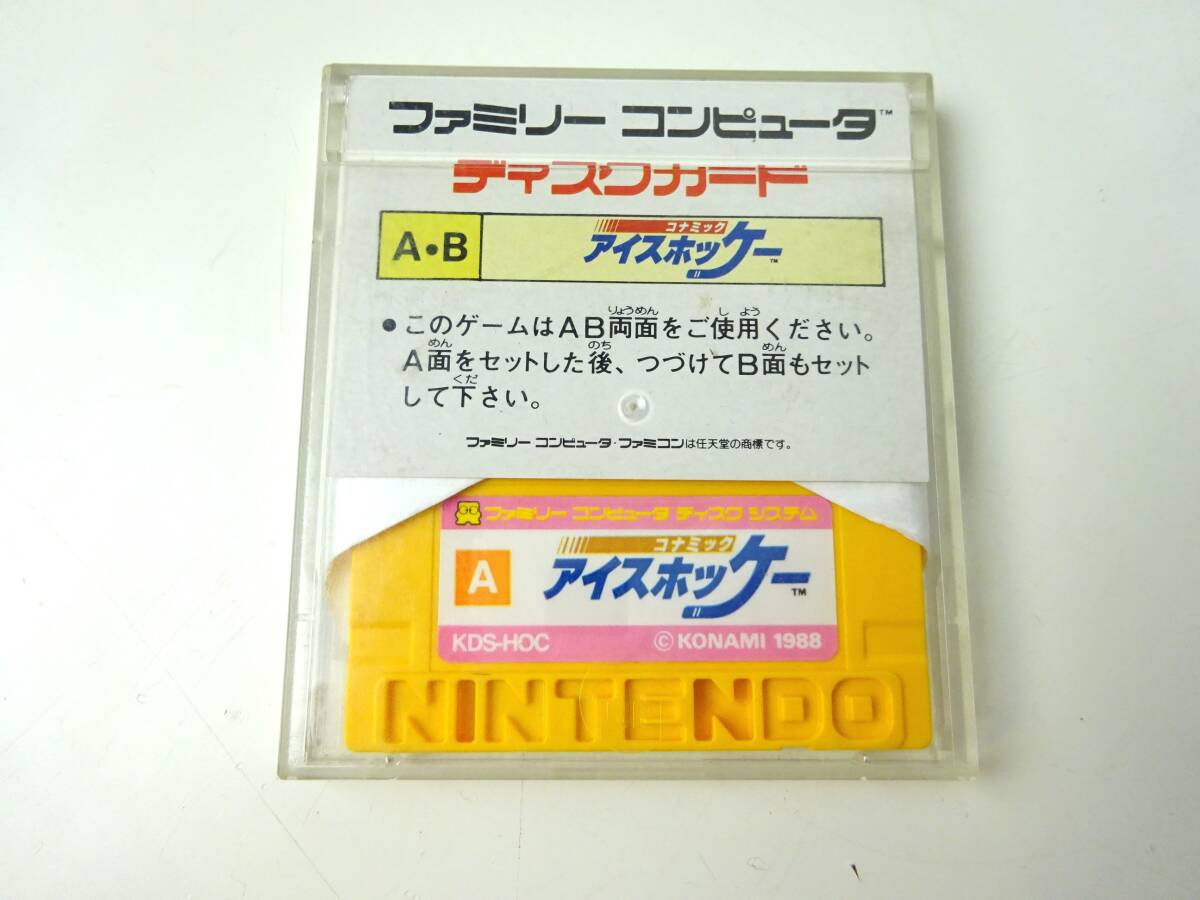 ファミリー コンピュータ™
ディスクカード
A・B
コナミック
アイスホッケー™
りょうめん し よう
● このゲームはAB両面をご使用ください。
めん のち めん
A面をセットした後、つづけてB面もセット
くだ
して下さい。
ファミリー コンピュータ・ファミコンは任天堂の商標です。
ファミリー コンピュータ ディスク システム
A
コナミック
アイスホッケー™
KDS-HOC
© KONAMI 1988
NINTENDO